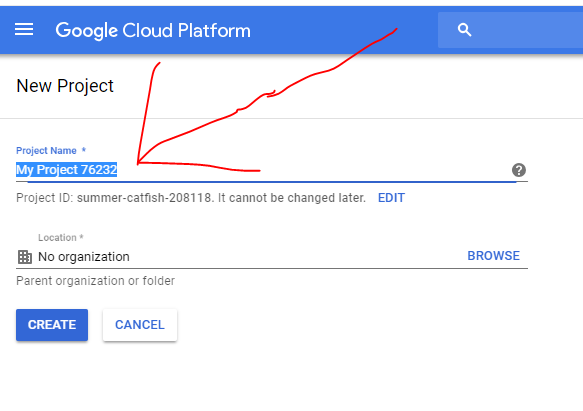 Google Cloud Platform
New Project
Project Name *
My Project 76232
Project ID: summer-catfish-208118. It cannot be changed later. EDIT
Location *
No organization BROWSE
Parent organization or folder
CREATE CANCEL